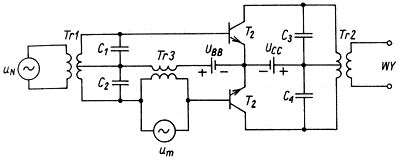 Tr1
C1
C2
Tr3
UBB
+ −
T2
UCC
− +
C3
C4
Tr2
WY
uN
um
T2